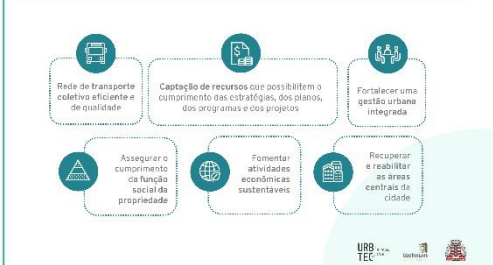 Rede de transporte
coletivo eficiente e
de qualidade
Captação de recursos que possibilitem o
cumprimento das estratégias, dos planos,
dos programas e dos projetos
Fortalecer uma
gestão urbana
integrada
Assegurar o
cumprimento
da função
social da
propriedade
Fomentar
atividades
econômicas
sustentáveis
Recuperar
e reabilitar
as áreas
centrais da
cidade
URB
TEC
technum